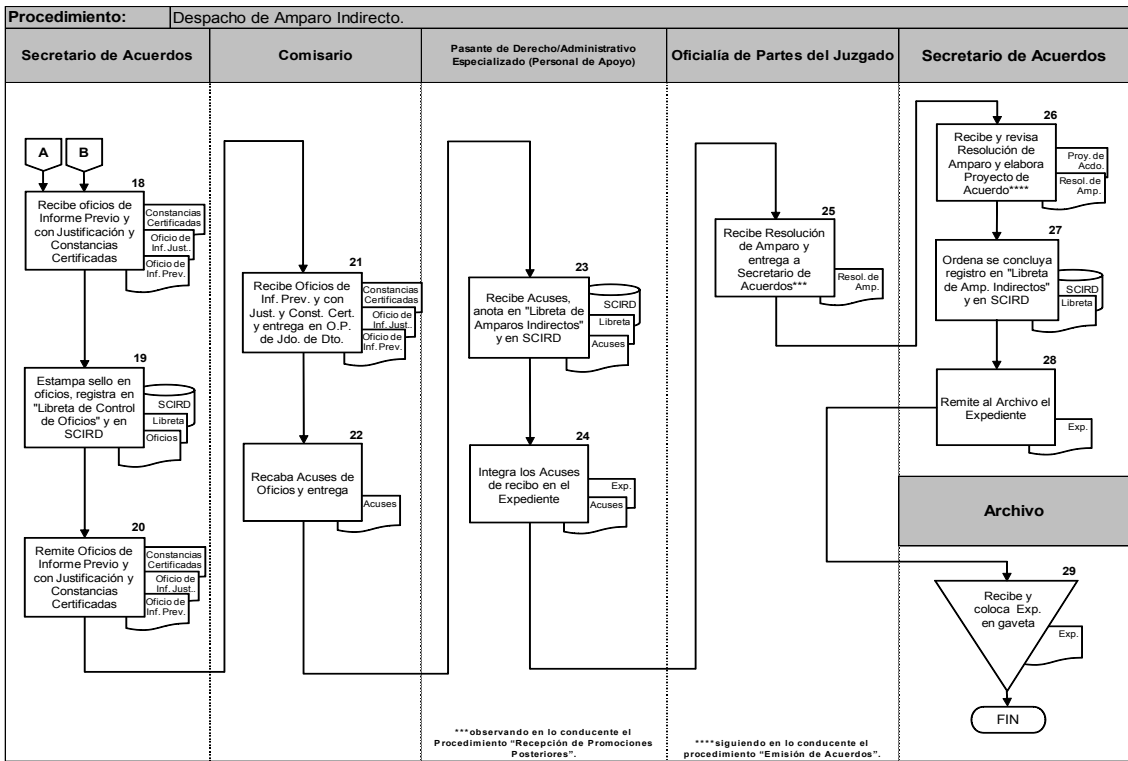 Procedimiento: Despacho de Amparo Indirecto.
Secretario de Acuerdos
Comisario
Pasante de Derecho/Administrativo
Especializado (Personal de Apoyo)
Oficialía de Partes del Juzgado
Secretario de Acuerdos
A
B
18
Recibe oficios de
Informe Previo y
con Justificación y
Constancias
Certificadas
Constancias
Certificadas
Oficio de
Inf. Just..
Oficio de
Inf. Prev.
19
Estampa sello en
oficios, registra en
"Libreta de Control
de Oficios" y en
SCIRD
SCIRD
Libreta
Oficios
20
Remite Oficios de
Informe Previo y
con Justificación y
Constancias
Certificadas
Constancias
Certificadas
Oficio de
Inf. Just..
Oficio de
Inf. Prev.
21
Recibe Oficios de
Inf. Prev. y con
Just. y Const. Cert.
y entrega en O.P.
de Jdo. de Dto.
Constancias
Certificadas
Oficio de
Inf. Just..
Oficio de
Inf. Prev.
22
Recaba Acuses de
Oficios y entrega
Acuses
23
Recibe Acuses,
anota en "Libreta de
Amparos Indirectos"
y en SCIRD
SCIRD
Libreta
Acuses
24
Integra los Acuses
de recibo en el
Expediente
Exp.
Acuses
***observando en lo conducente el
Procedimiento “Recepción de Promociones
Posteriores”.
25
Recibe Resolución
de Amparo y
entrega a
Secretario de
Acuerdos***
Resol. de
Amp.
****siguiendo en lo conducente el
procedimiento “Emisión de Acuerdos”.
26
Recibe y revisa
Resolución de
Amparo y elabora
Proyecto de
Acuerdo****
Proy. de
Acdo.
Resol. de
Amp.
27
Ordena se concluya
registro en "Libreta
de Amp. Indirectos"
y en SCIRD
SCIRD
Libreta
28
Remite al Archivo el
Expediente
Exp.
Archivo
29
Recibe y
coloca Exp.
en gaveta
Exp.
FIN